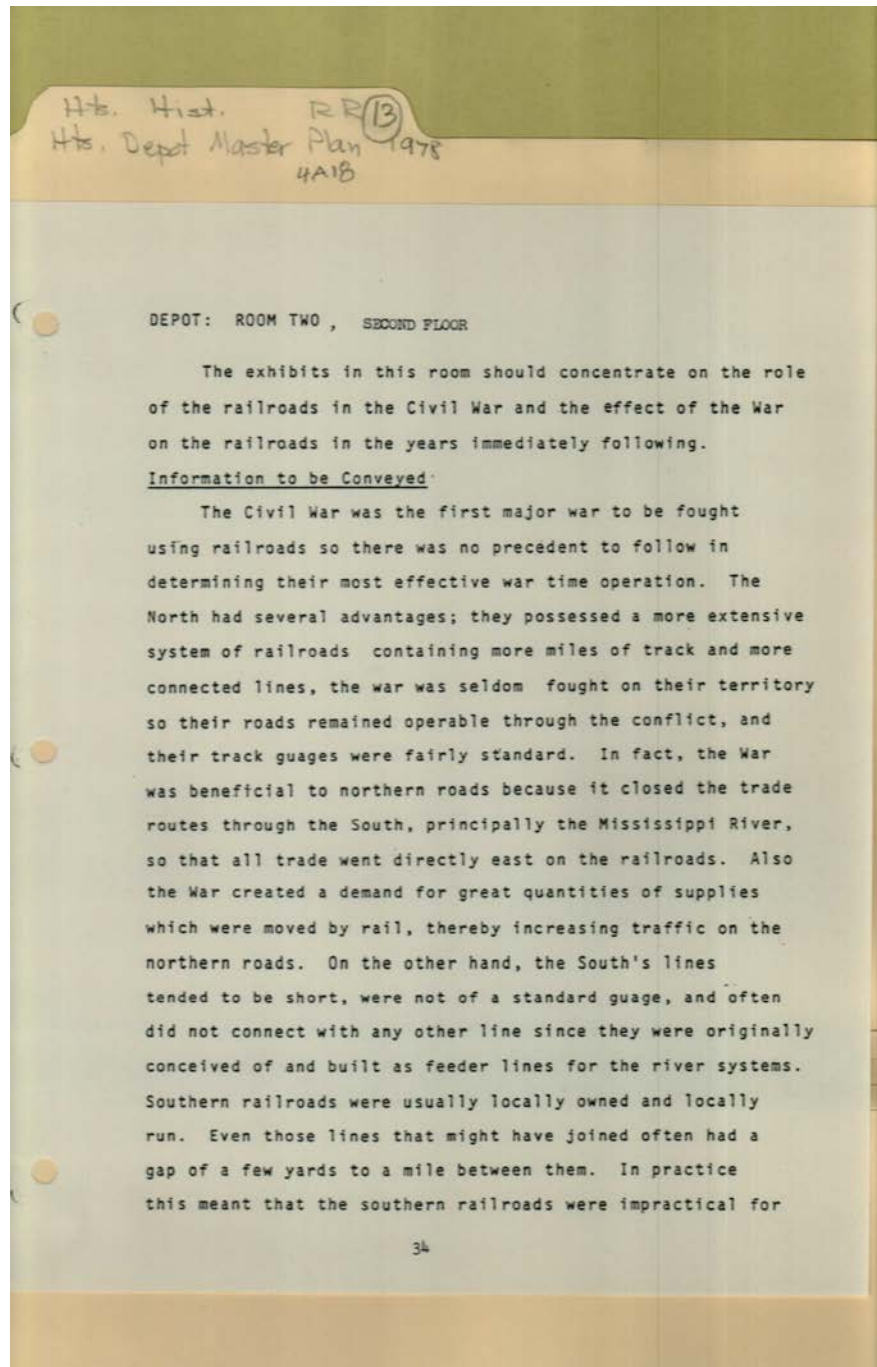 Hts. Hist. RR 13
Hts. Depot Master Plan 1978
4A18
DEPOT: ROOM TWO , SECOND FLOOR
The exhibits in this room should concentrate on the role
of the railroads in the Civil War and the effect of the War
on the railroads in the years immediately following.
Information to be Conveyed
The Civil War was the first major war to be fought
using railroads so there was no precedent to follow in
determining their most effective war time operation. The
North had several advantages; they possessed a more extensive
system of railroads containing more miles of track and more
connected lines, the war was seldom fought on their territory
so their roads remained operable through the conflict, and
their track guages were fairly standard. In fact, the War
was beneficial to northern roads because it closed the trade
routes through the South, principally the Mississippi River,
so that all trade went directly east on the railroads. Also
the War created a demand for great quantities of supplies
which were moved by rail, thereby increasing traffic on the
northern roads. On the other hand, the South's lines
tended to be short, were not of a standard guage, and often
did not connect with any other line since they were originally
conceived of and built as feeder lines for the river systems.
Southern railroads were usually locally owned and locally
run. Even those lines that might have joined often had a
gap of a few yards to a mile between them. In practice
this meant that the southern railroads were impractical for
34